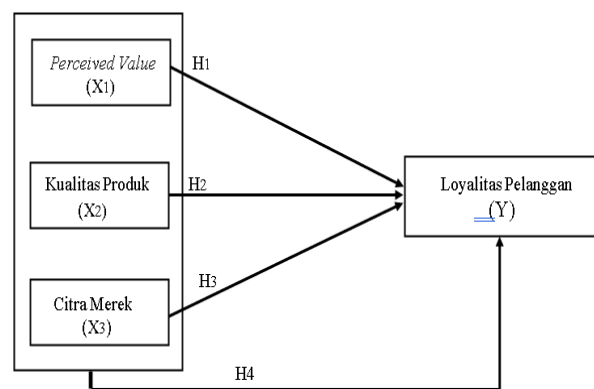 Perceived Value
(X1)
H1
Kualitas Produk
(X2)
H2
Loyalitas Pelanggan
(Y)
H3
Citra Merek
(X3)
H4